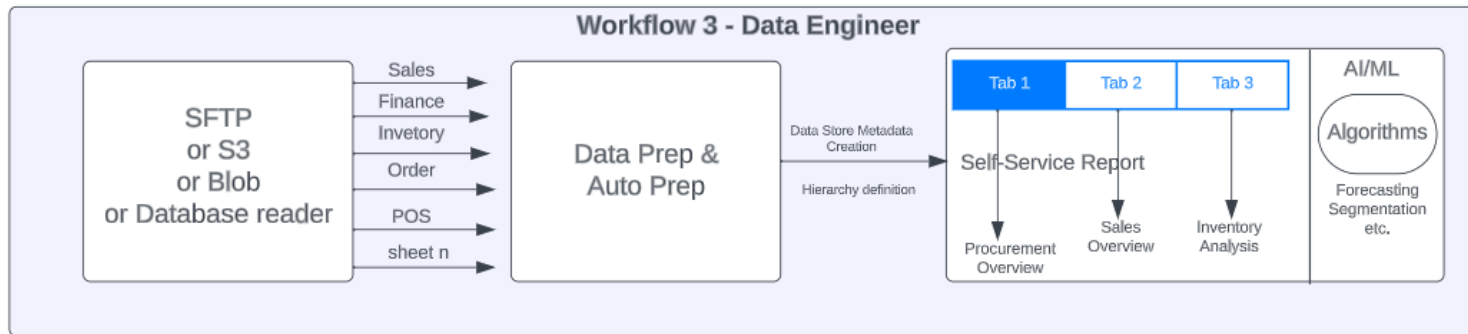 Workflow 3 - Data Engineer
SFTP
or S3
or Blob
or Database reader
Sales
Finance
Invetory
Order
POS
sheet n
Data Prep &
Auto Prep
Data Store Metadata
Creation
Hierarchy definition
Tab 1
Tab 2
Tab 3
Self-Service Report
Procurement
Overview
Sales
Overview
Inventory
Analysis
AI/ML
Algorithms
Forecasting
Segmentation
etc.